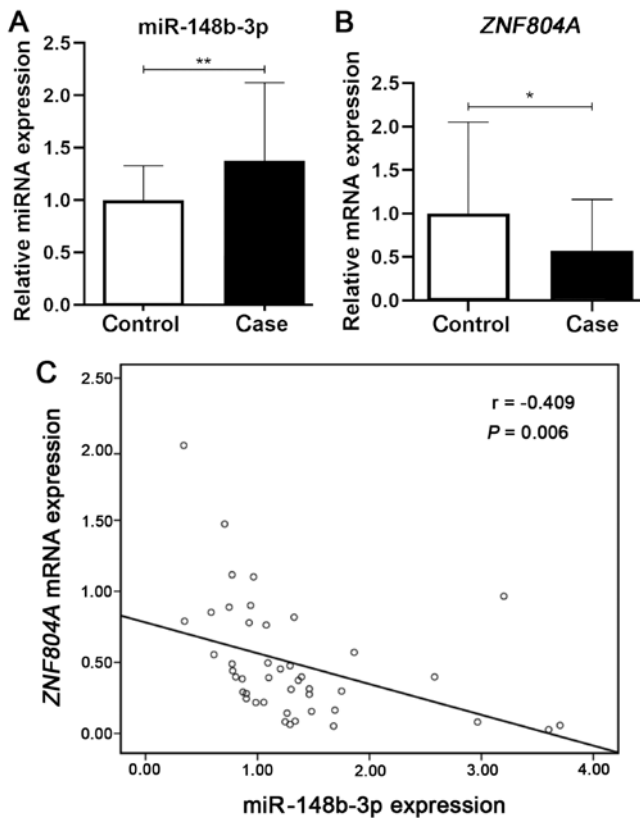 A
miR-148b-3p
Relative miRNA expression
2.5
2.0
1.5
1.0
0.5
0.0
**
Control
Case
B
ZNF804A
Relative mRNA expression
2.5
2.0
1.5
1.0
0.5
0.0
*
Control
Case
C
ZNF804A mRNA expression
2.50
2.00
1.50
1.00
0.50
0.00
r = -0.409
P = 0.006
0.00
1.00
2.00
3.00
4.00
miR-148b-3p expression